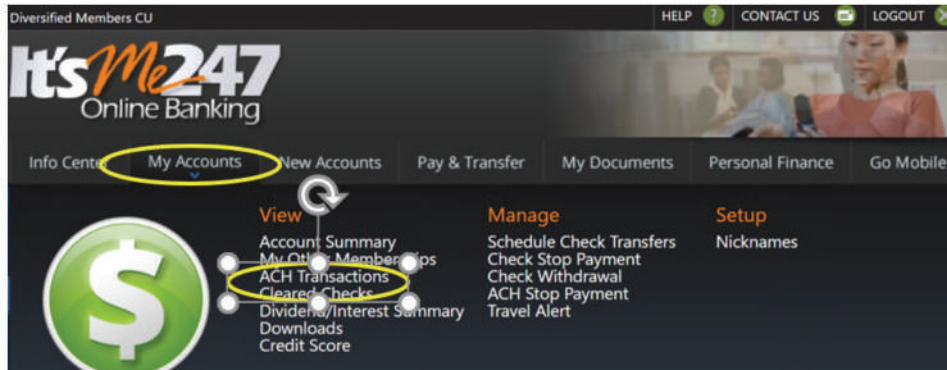 Diversified Members CU
HELP ? CONTACT US LOGOUT
It'sMe247
Online Banking
Info Center My Accounts New Accounts Pay & Transfer My Documents Personal Finance Go Mobile
View Manage Setup
Account Summary Schedule Check Transfers Nicknames
My Other Memberships Check Stop Payment
ACH Transactions Check Withdrawal
Cleared Checks ACH Stop Payment
Dividend/Interest Summary Travel Alert
Downloads
Credit Score
$